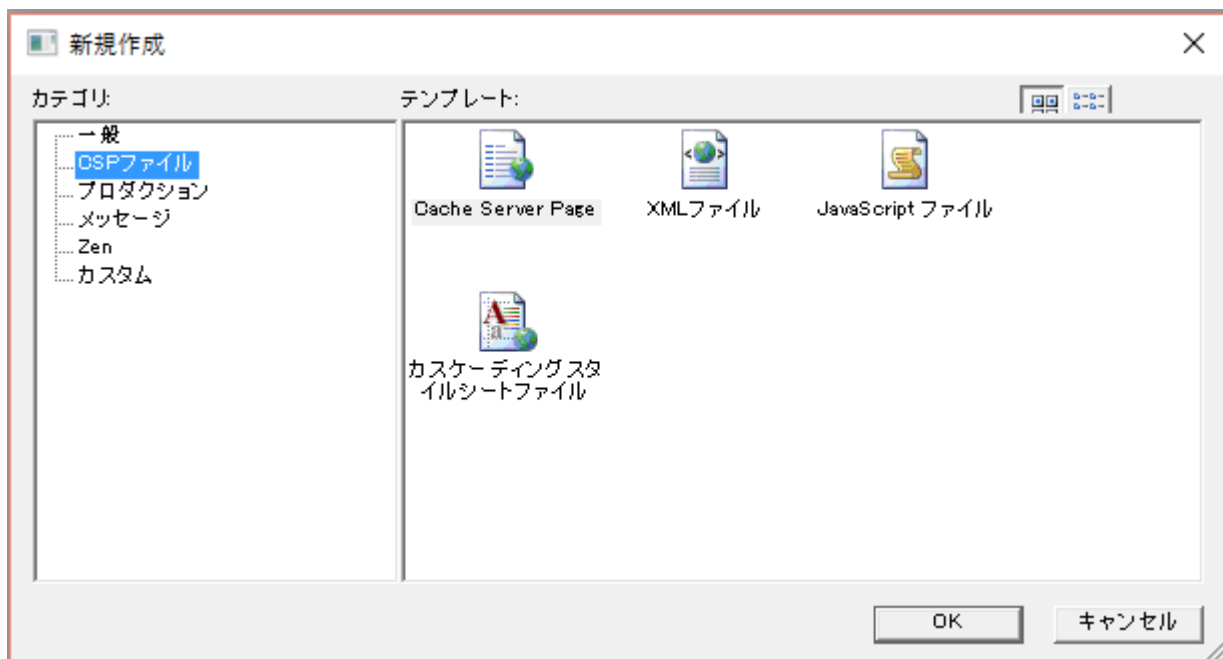 新規作成
カテゴリ:
テンプレート:
一般
CSPファイル
プロダクション
メッセージ
Zen
カスタム
Cache Server Page
XMLファイル
JavaScript ファイル
カスケーディング スタ
イルシートファイル
OK
キャンセル